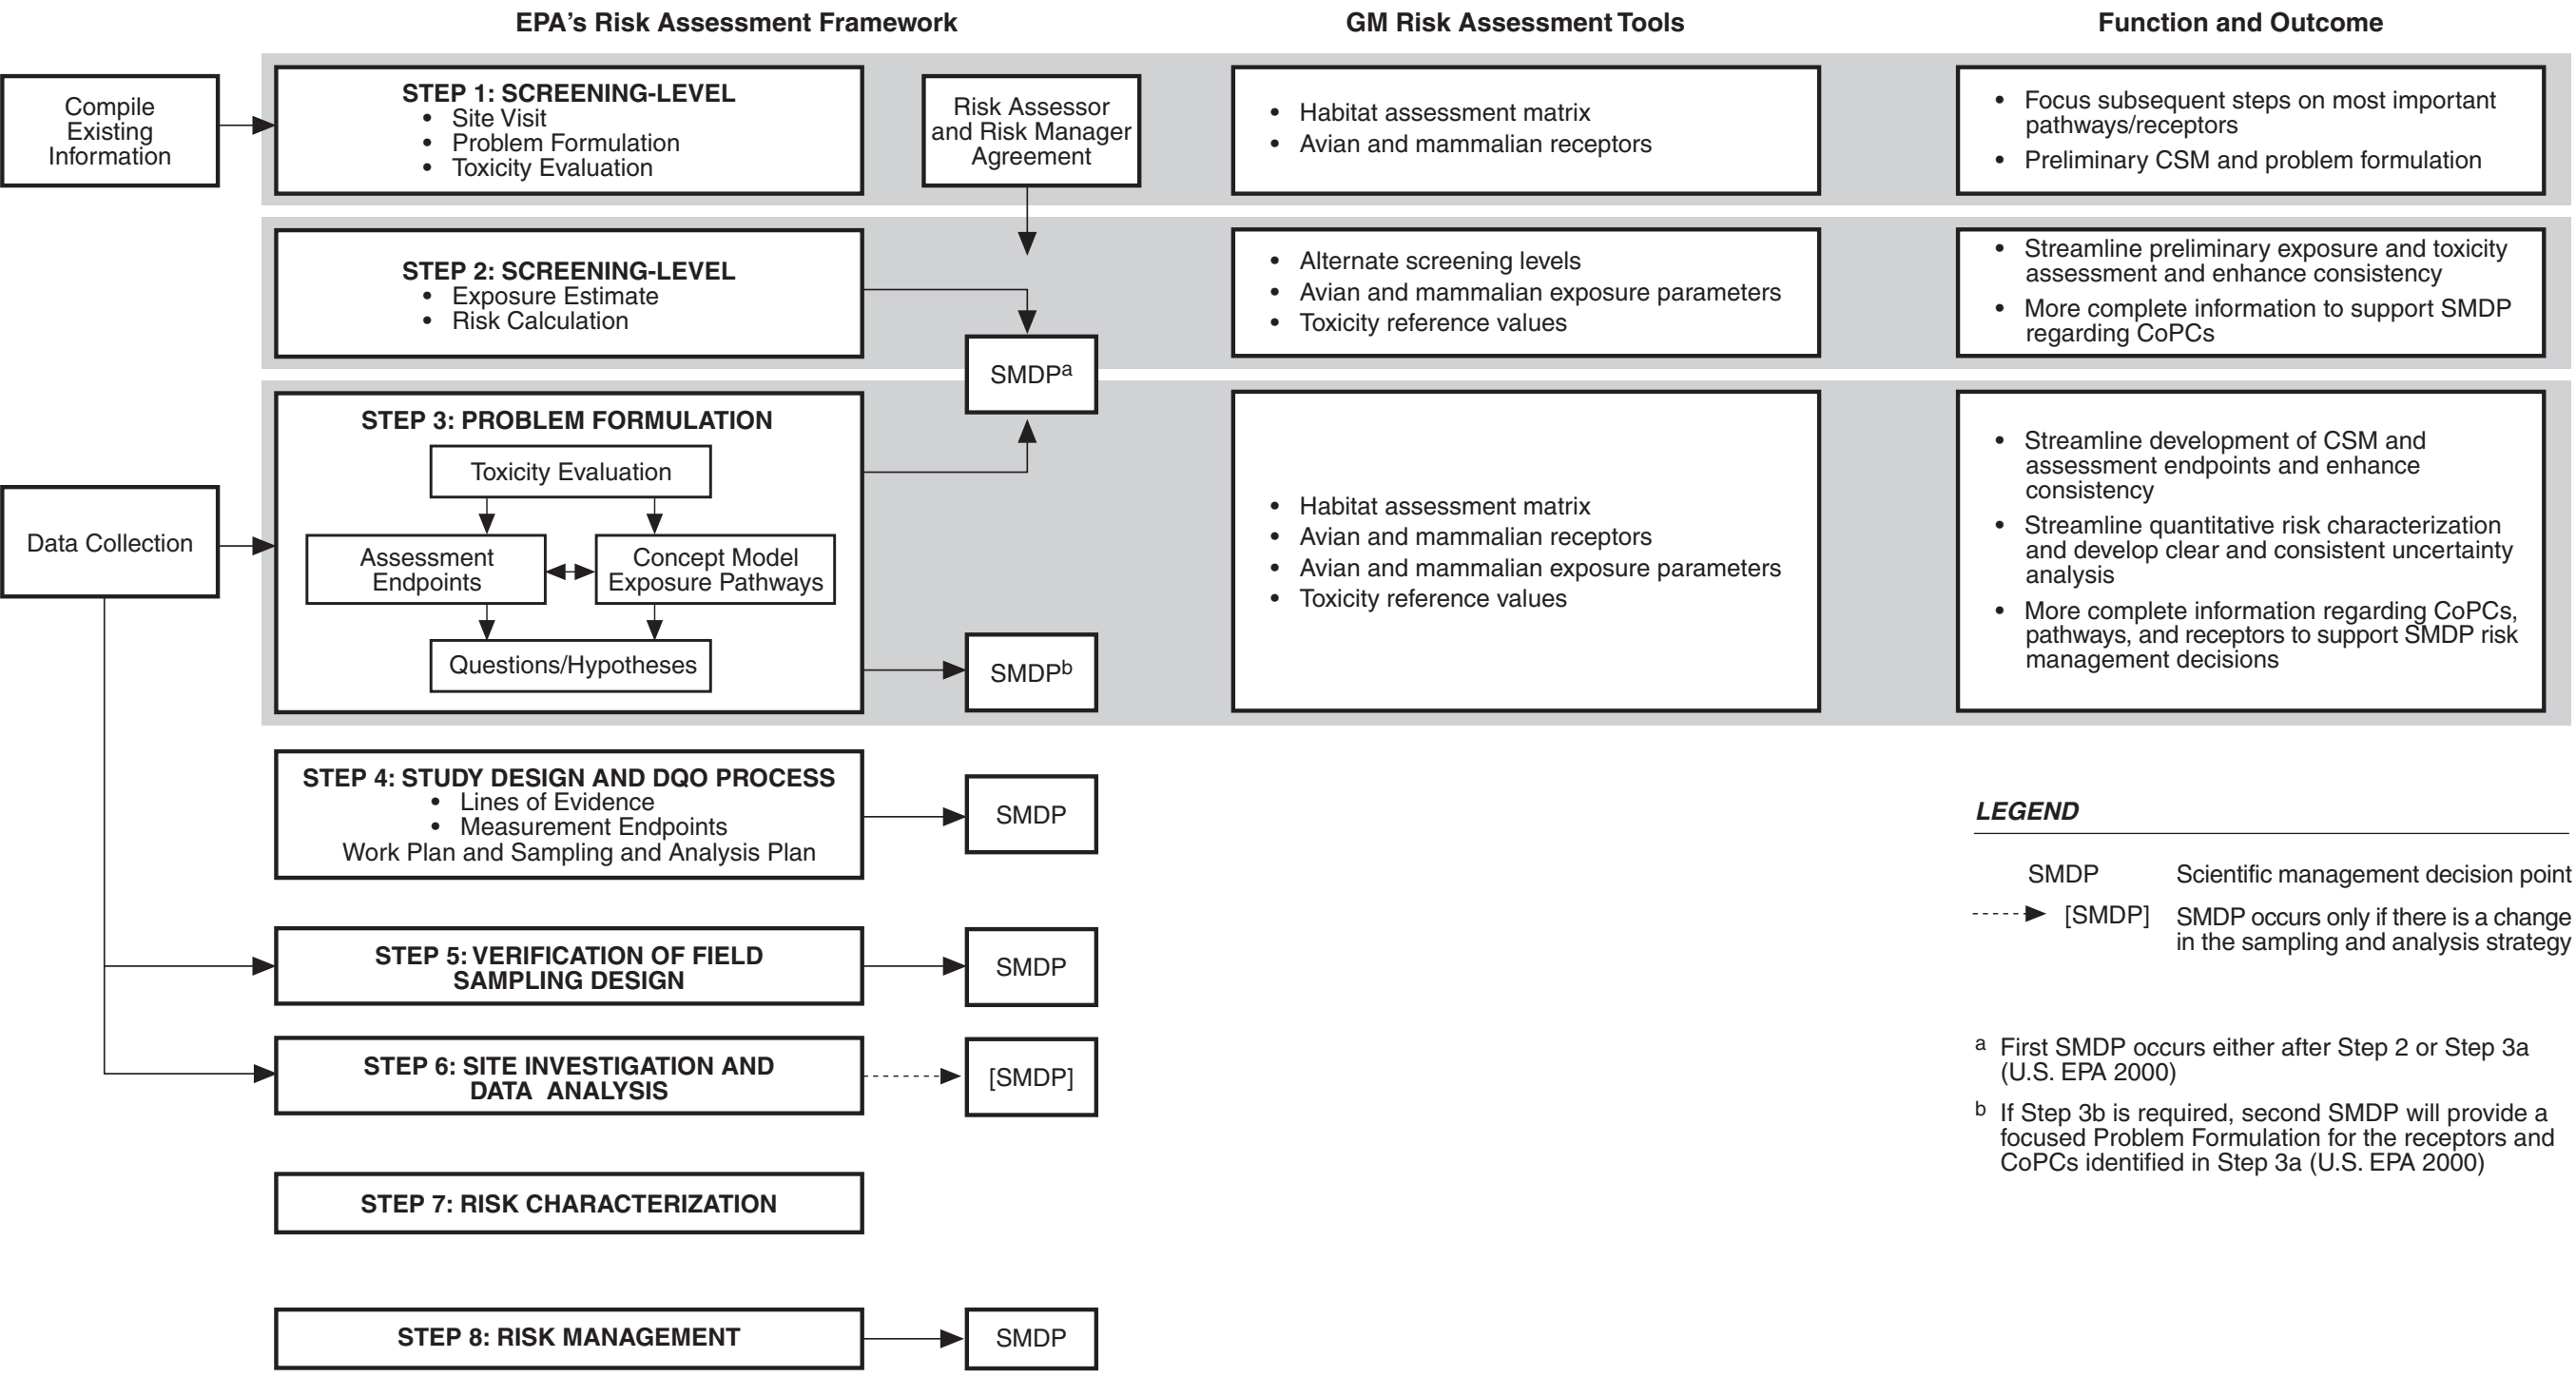 EPA's Risk Assessment Framework
GM Risk Assessment Tools
Function and Outcome
Compile
Existing
Information
STEP 1: SCREENING-LEVEL
• Site Visit
• Problem Formulation
• Toxicity Evaluation
Risk Assessor
and Risk Manager
Agreement
• Habitat assessment matrix
• Avian and mammalian receptors
• Focus subsequent steps on most important
pathways/receptors
• Preliminary CSM and problem formulation
STEP 2: SCREENING-LEVEL
• Exposure Estimate
• Risk Calculation
SMDPa
• Alternate screening levels
• Avian and mammalian exposure parameters
• Toxicity reference values
• Streamline preliminary exposure and toxicity
assessment and enhance consistency
• More complete information to support SMDP
regarding CoPCs
Data Collection
STEP 3: PROBLEM FORMULATION
Toxicity Evaluation
Assessment
Endpoints
Concept Model
Exposure Pathways
Questions/Hypotheses
SMDPb
• Habitat assessment matrix
• Avian and mammalian receptors
• Avian and mammalian exposure parameters
• Toxicity reference values
• Streamline development of CSM and
assessment endpoints and enhance
consistency
• Streamline quantitative risk characterization
and develop clear and consistent uncertainty
analysis
• More complete information regarding CoPCs,
pathways, and receptors to support SMDP risk
management decisions
STEP 4: STUDY DESIGN AND DQO PROCESS
• Lines of Evidence
• Measurement Endpoints
Work Plan and Sampling and Analysis Plan
SMDP
STEP 5: VERIFICATION OF FIELD
SAMPLING DESIGN
SMDP
STEP 6: SITE INVESTIGATION AND
DATA ANALYSIS
[SMDP]
STEP 7: RISK CHARACTERIZATION
STEP 8: RISK MANAGEMENT
SMDP
LEGEND
SMDP Scientific management decision point
[SMDP] SMDP occurs only if there is a change
in the sampling and analysis strategy
a First SMDP occurs either after Step 2 or Step 3a
(U.S. EPA 2000)
b If Step 3b is required, second SMDP will provide a
focused Problem Formulation for the receptors and
CoPCs identified in Step 3a (U.S. EPA 2000)